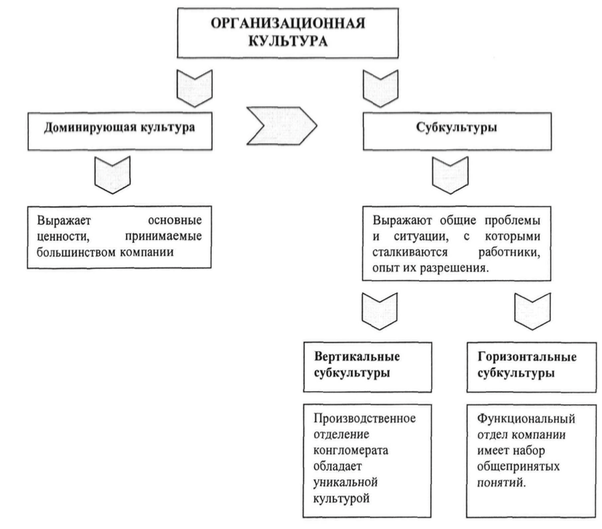 ОРГАНИЗАЦИОННАЯ
КУЛЬТУРА
Доминирующая культура
Субкультуры
Выражает основные
ценности, принимаемые
большинством компании
Выражают общие проблемы
и ситуации, с которыми
сталкиваются работники,
опыт их разрешения.
Вертикальные
субкультуры
Горизонтальные
субкультуры
Производственное
отделение
конгломерата
обладает
уникальной
культурой
Функциональный
отдел компании
имеет набор
общепринятых
понятий.